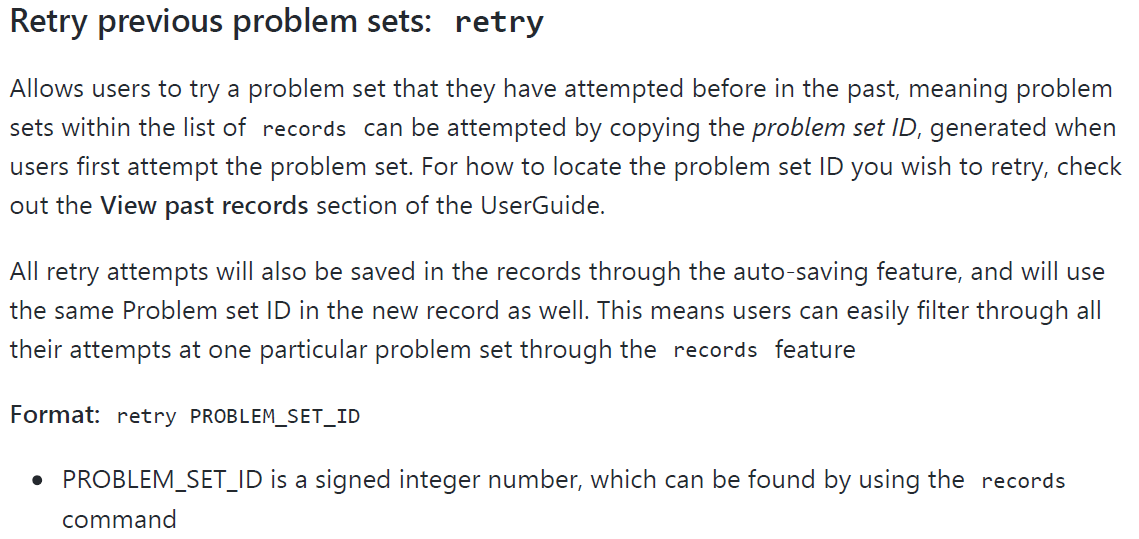 Retry previous problem sets: retry
Allows users to try a problem set that they have attempted before in the past, meaning problem
sets within the list of records can be attempted by copying the problem set ID, generated when
users first attempt the problem set. For how to locate the problem set ID you wish to retry, check
out the View past records section of the UserGuide.
All retry attempts will also be saved in the records through the auto-saving feature, and will use
the same Problem set ID in the new record as well. This means users can easily filter through all
their attempts at one particular problem set through the records feature
Format: retry PROBLEM_SET_ID
• PROBLEM_SET_ID is a signed integer number, which can be found by using the records
command